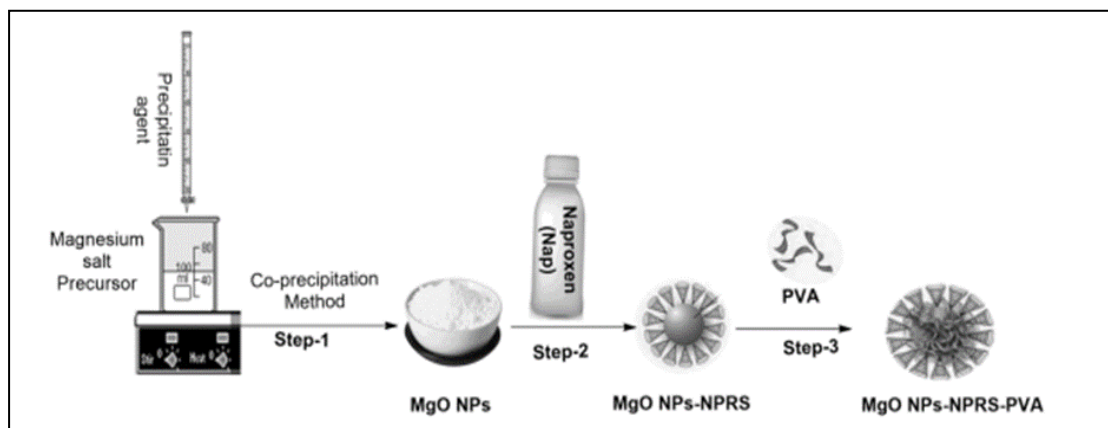 Precipitatin
agent
Magnesium
salt
Precursor
80
100
ml
40
Co-precipitation
Method
Step-1
MgO NPs
Naproxen
(Nap)
Step-2
MgO NPs-NPRS
PVA
Step-3
MgO NPs-NPRS-PVA